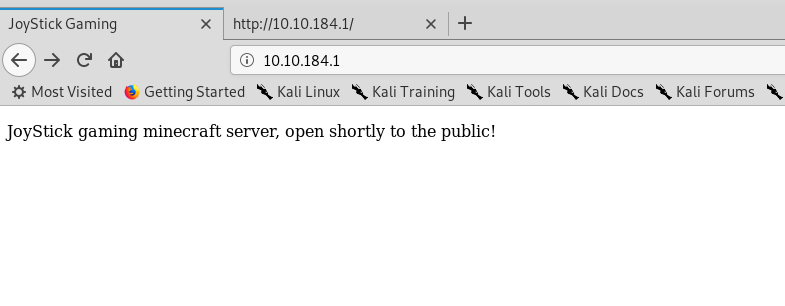 JoyStick Gaming http://10.10.184.1/
10.10.184.1
Most Visited Getting Started Kali Linux Kali Training Kali Tools Kali Docs Kali Forums
JoyStick gaming minecraft server, open shortly to the public!